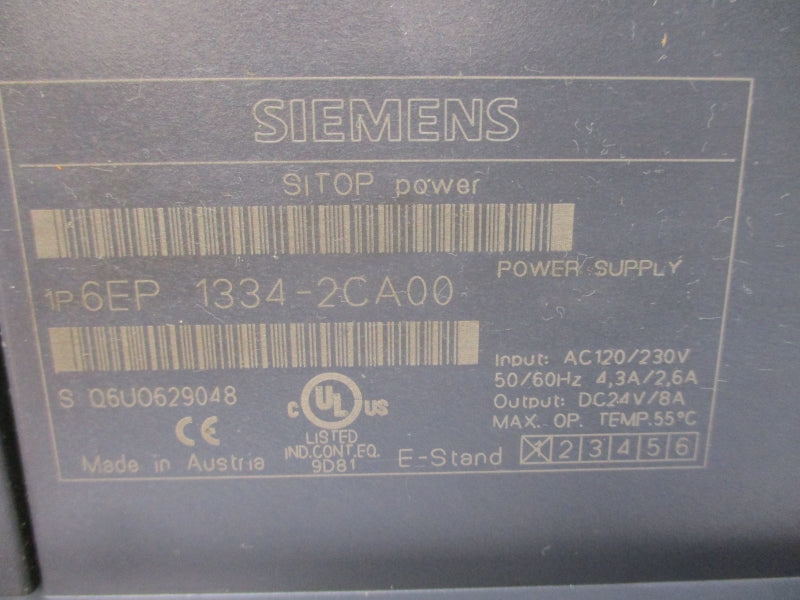 SIEMENS
SITOP power
1P 6EP 1334-2CA00
POWER SUPPLY
S Q6U0629048
Input: AC120/230V
50/60Hz 4,3A/2,6A
Output: DC24V/8A
MAX. OP. TEMP.55°C
C UL US
LISTED
IND.CONT.EQ.
9D81
CE
Made in Austria
E-Stand 1 2 3 4 5 6